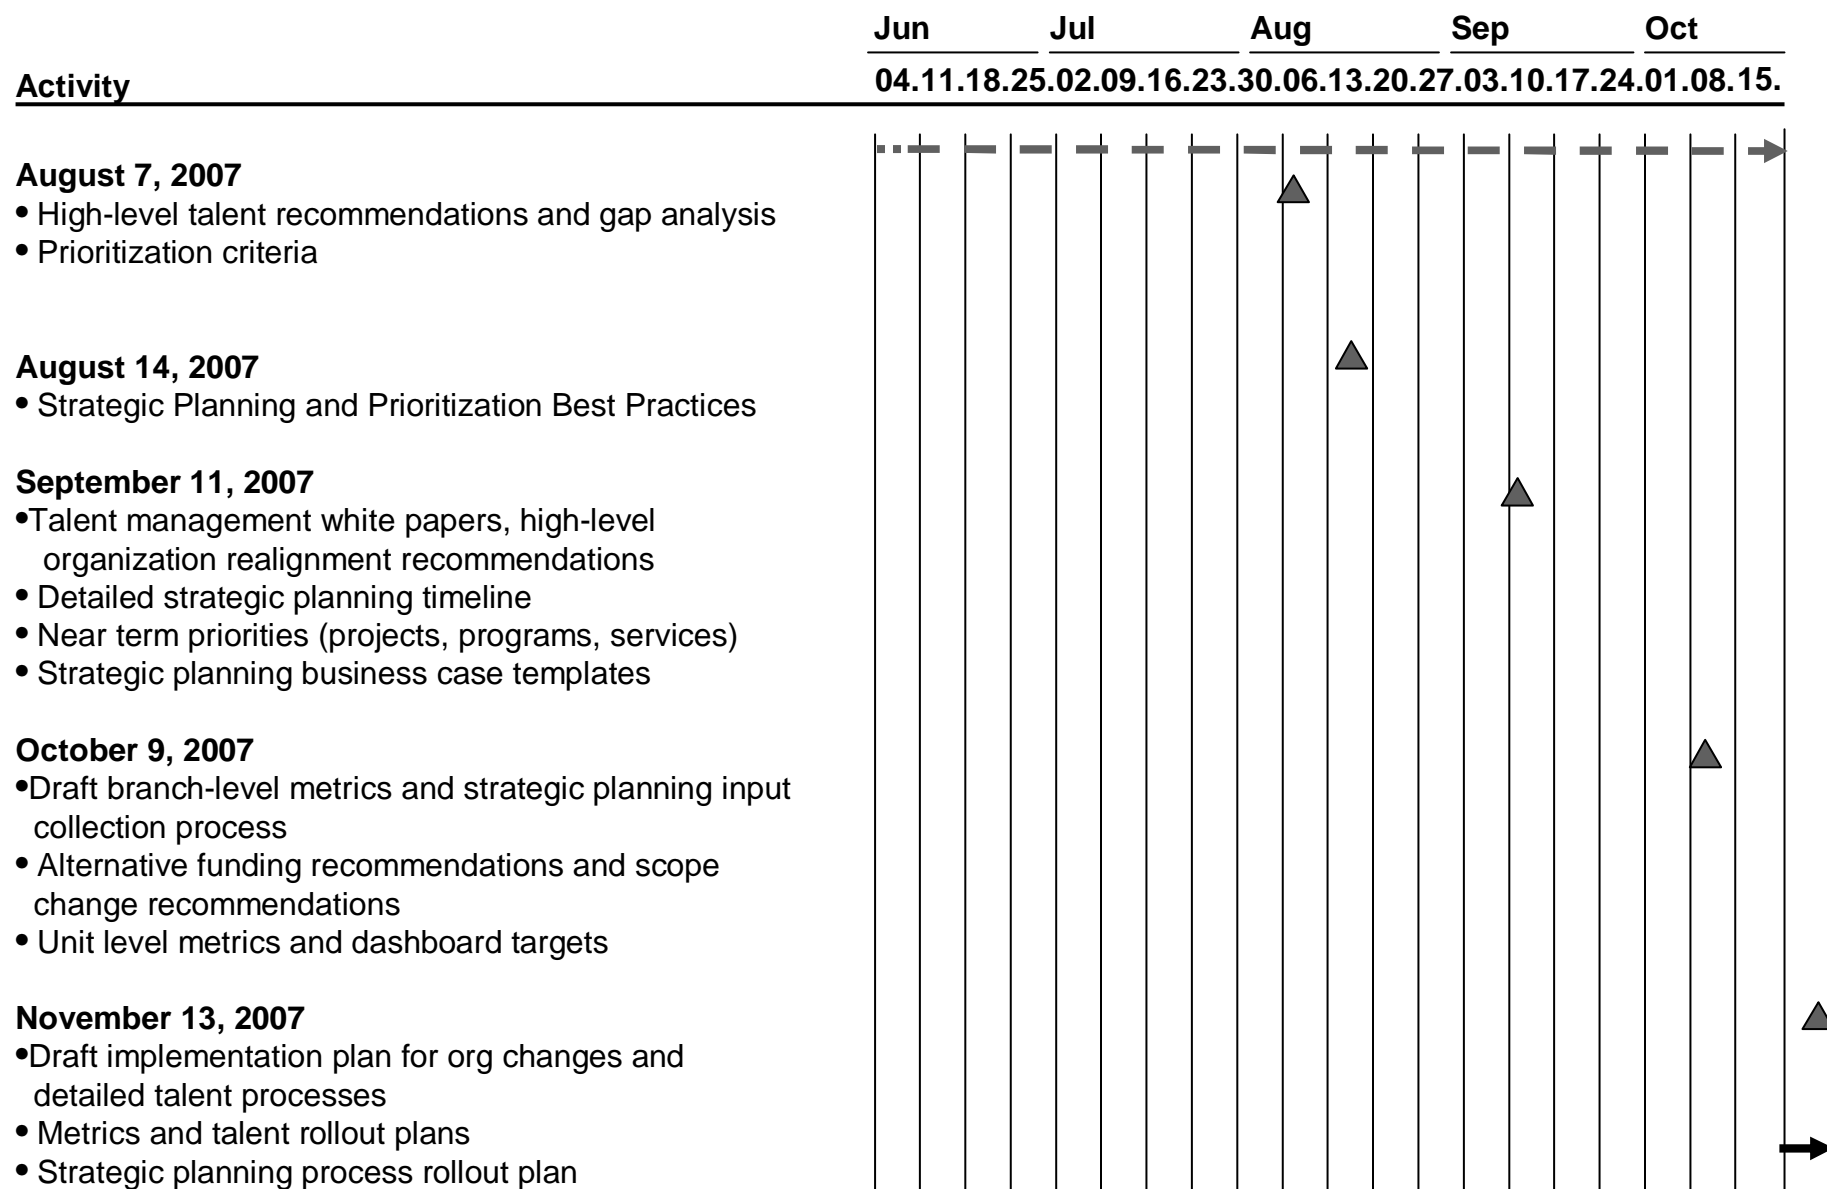 Jun Jul Aug Sep Oct
Activity 04.11.18.25.02.09.16.23.30.06.13.20.27.03.10.17.24.01.08.15.
August 7, 2007
• High-level talent recommendations and gap analysis
• Prioritization criteria
August 14, 2007
• Strategic Planning and Prioritization Best Practices
September 11, 2007
•Talent management white papers, high-level
organization realignment recommendations
• Detailed strategic planning timeline
• Near term priorities (projects, programs, services)
• Strategic planning business case templates
October 9, 2007
•Draft branch-level metrics and strategic planning input
collection process
• Alternative funding recommendations and scope
change recommendations
• Unit level metrics and dashboard targets
November 13, 2007
•Draft implementation plan for org changes and
detailed talent processes
• Metrics and talent rollout plans
• Strategic planning process rollout plan